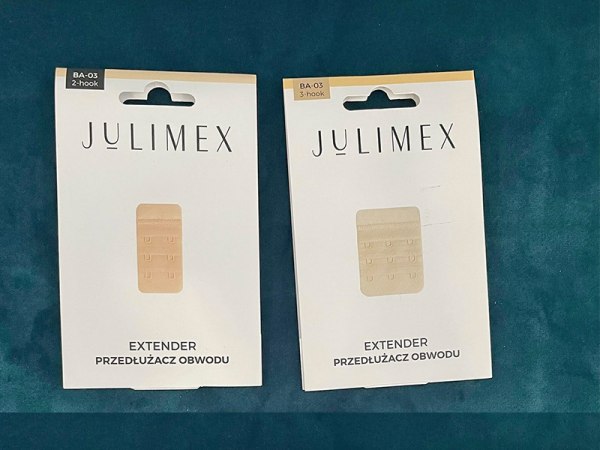 BA-03
2-hook
JULIMEX
EXTENDER
PRZEDŁUŻACZ OBWODU
BA-03
3-hook
JULIMEX
EXTENDER
PRZEDŁUŻACZ OBWODU